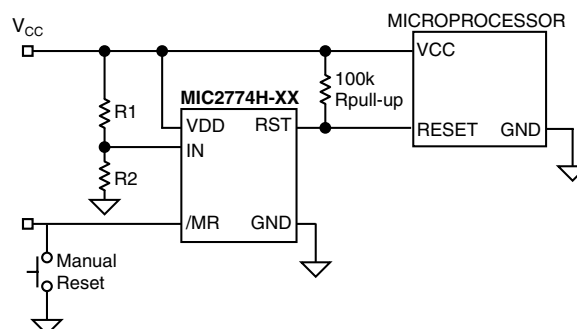 MICROPROCESSOR
VCC
VCC
100k
Rpull-up
MIC2774H-XX
R1
VDD
RST
RESET
GND
IN
R2
/MR
GND
Manual
Reset